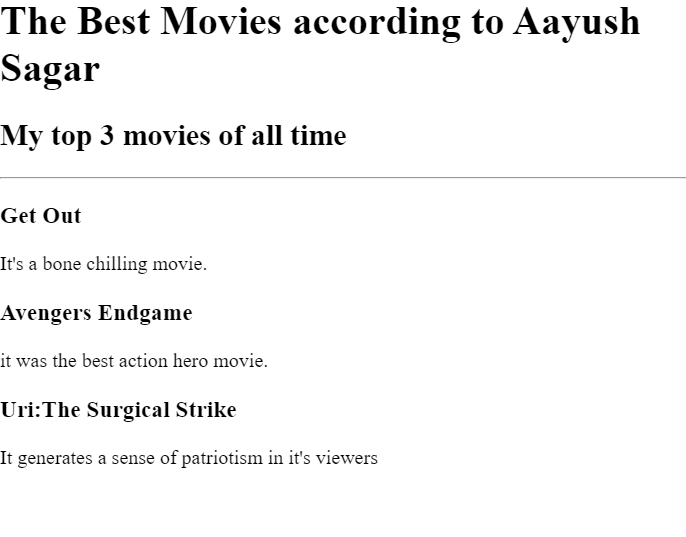 The Best Movies according to Aayush
Sagar
My top 3 movies of all time
Get Out
It's a bone chilling movie.
Avengers Endgame
it was the best action hero movie.
Uri:The Surgical Strike
It generates a sense of patriotism in it's viewers